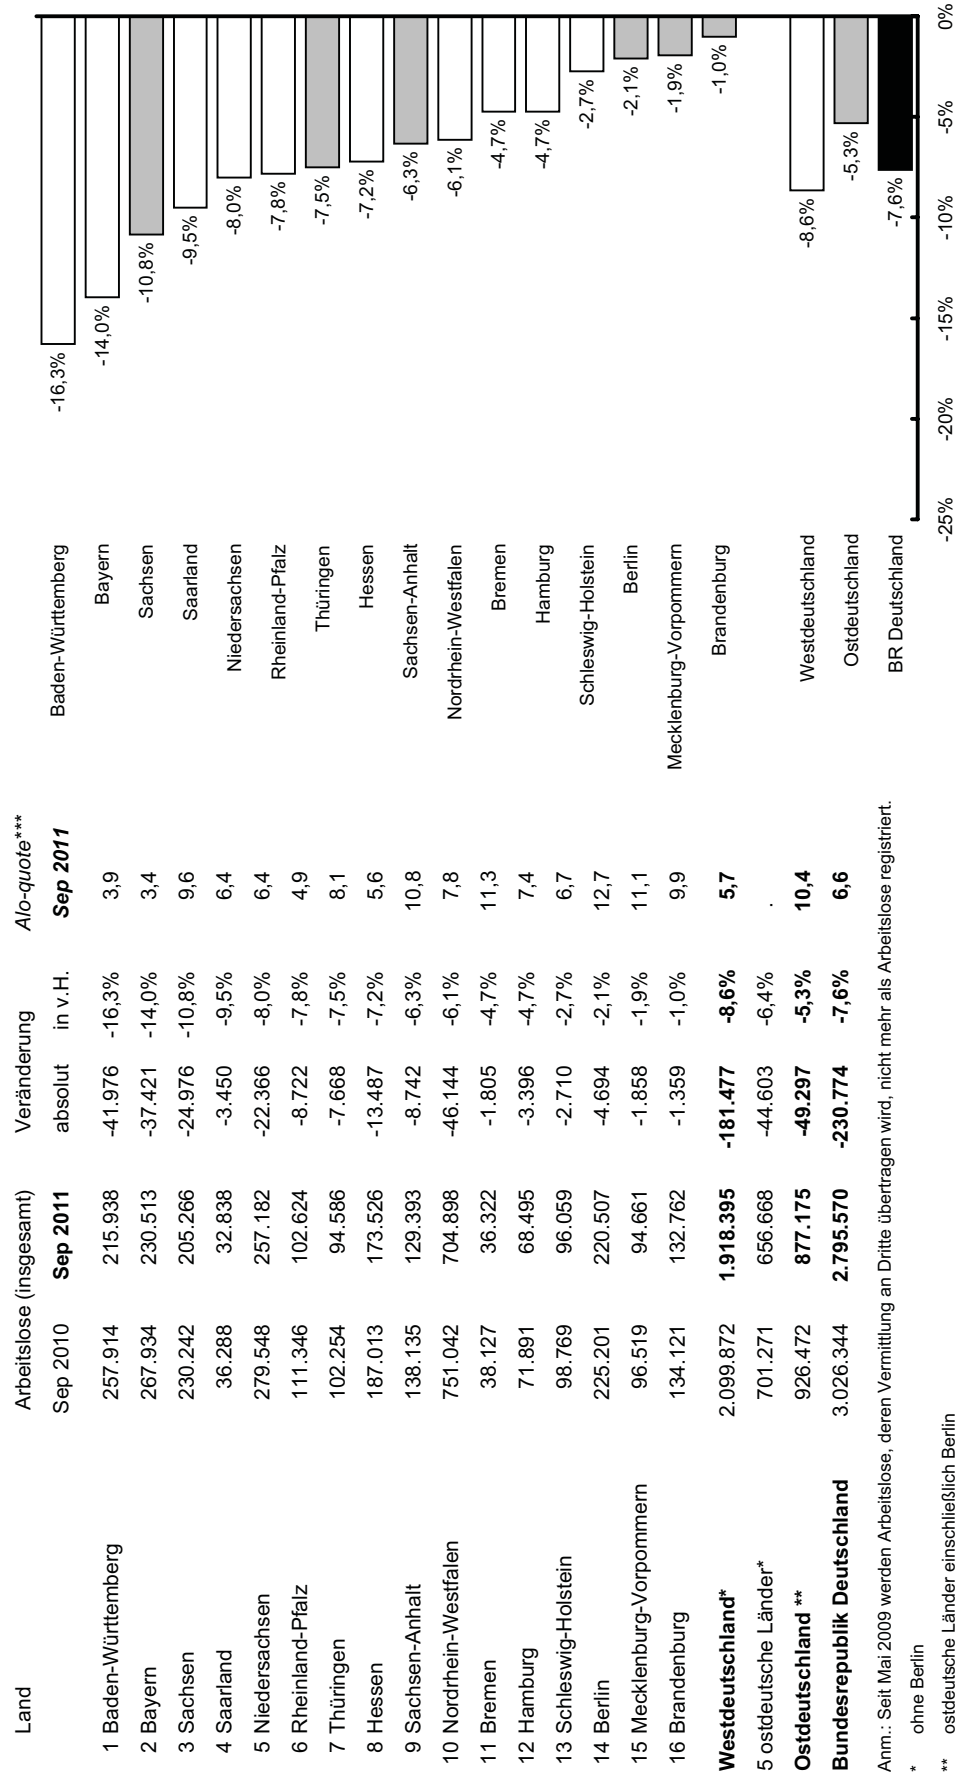 Land Arbeitslose (insgesamt) Veränderung Alo-quote***
Sep 2010 Sep 2011 absolut in v.H. Sep 2011
1 Baden-Württemberg 257.914 215.938 -41.976 -16,3% 3,9
2 Bayern 267.934 230.513 -37.421 -14,0% 3,4
3 Sachsen 230.242 205.266 -24.976 -10,8% 9,6
4 Saarland 36.288 32.838 -3.450 -9,5% 6,4
5 Niedersachsen 279.548 257.182 -22.366 -8,0% 6,4
6 Rheinland-Pfalz 111.346 102.624 -8.722 -7,8% 4,9
7 Thüringen 102.254 94.586 -7.668 -7,5% 8,1
8 Hessen 187.013 173.526 -13.487 -7,2% 5,6
9 Sachsen-Anhalt 138.135 129.393 -8.742 -6,3% 10,8
10 Nordrhein-Westfalen 751.042 704.898 -46.144 -6,1% 7,8
11 Bremen 38.127 36.322 -1.805 -4,7% 11,3
12 Hamburg 71.891 68.495 -3.396 -4,7% 7,4
13 Schleswig-Holstein 98.769 96.059 -2.710 -2,7% 6,7
14 Berlin 225.201 220.507 -4.694 -2,1% 12,7
15 Mecklenburg-Vorpommern 96.519 94.661 -1.858 -1,9% 11,1
16 Brandenburg 134.121 132.762 -1.359 -1,0% 9,9
Westdeutschland* 2.099.872 1.918.395 -181.477 -8,6% 5,7
5 ostdeutsche Länder* 701.271 656.668 -44.603 -6,4% .
Ostdeutschland ** 926.472 877.175 -49.297 -5,3% 10,4
Bundesrepublik Deutschland 3.026.344 2.795.570 -230.774 -7,6% 6,6
Anm.: Seit Mai 2009 werden Arbeitslose, deren Vermittlung an Dritte übertragen wird, nicht mehr als Arbeitslose registriert.
* ohne Berlin
** ostdeutsche Länder einschließlich Berlin
Baden-Württemberg -16,3%
Bayern -14,0%
Sachsen -10,8%
Saarland -9,5%
Niedersachsen -8,0%
Rheinland-Pfalz -7,8%
Thüringen -7,5%
Hessen -7,2%
Sachsen-Anhalt -6,3%
Nordrhein-Westfalen -6,1%
Bremen -4,7%
Hamburg -4,7%
Schleswig-Holstein -2,7%
Berlin -2,1%
Mecklenburg-Vorpommern -1,9%
Brandenburg -1,0%
Westdeutschland -8,6%
Ostdeutschland -5,3%
BR Deutschland -7,6%
-25% -20% -15% -10% -5% 0%